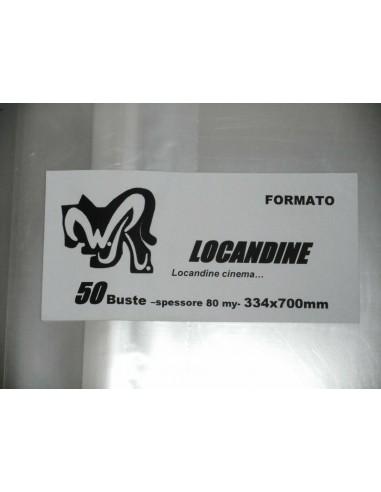 FORMATO
W.R.
LOCANDINE
Locandine cinema...
50 Buste –spessore 80 my- 334x700mm